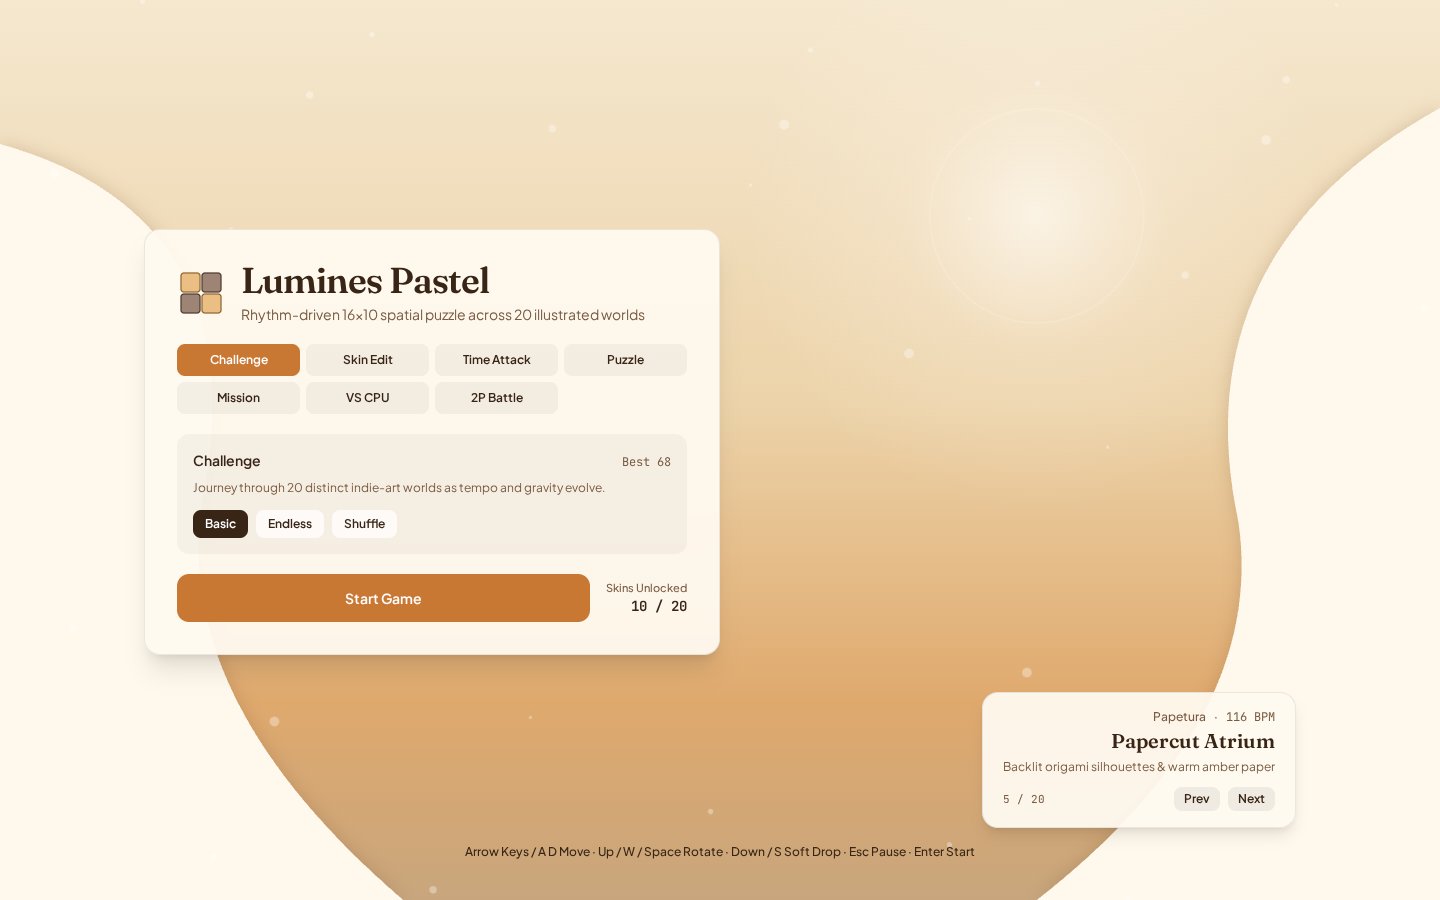 Lumines Pastel
Rhythm-driven 16×10 spatial puzzle across 20 illustrated worlds
Challenge
Skin Edit
Time Attack
Puzzle
Mission
VS CPU
2P Battle
Challenge
Best 68
Journey through 20 distinct indie-art worlds as tempo and gravity evolve.
Basic
Endless
Shuffle
Start Game
Skins Unlocked
10 / 20
Papetura · 116 BPM
Papercut Atrium
Backlit origami silhouettes & warm amber paper
5 / 20
Prev
Next
Arrow Keys / A D Move · Up / W / Space Rotate · Down / S Soft Drop · Esc Pause · Enter Start